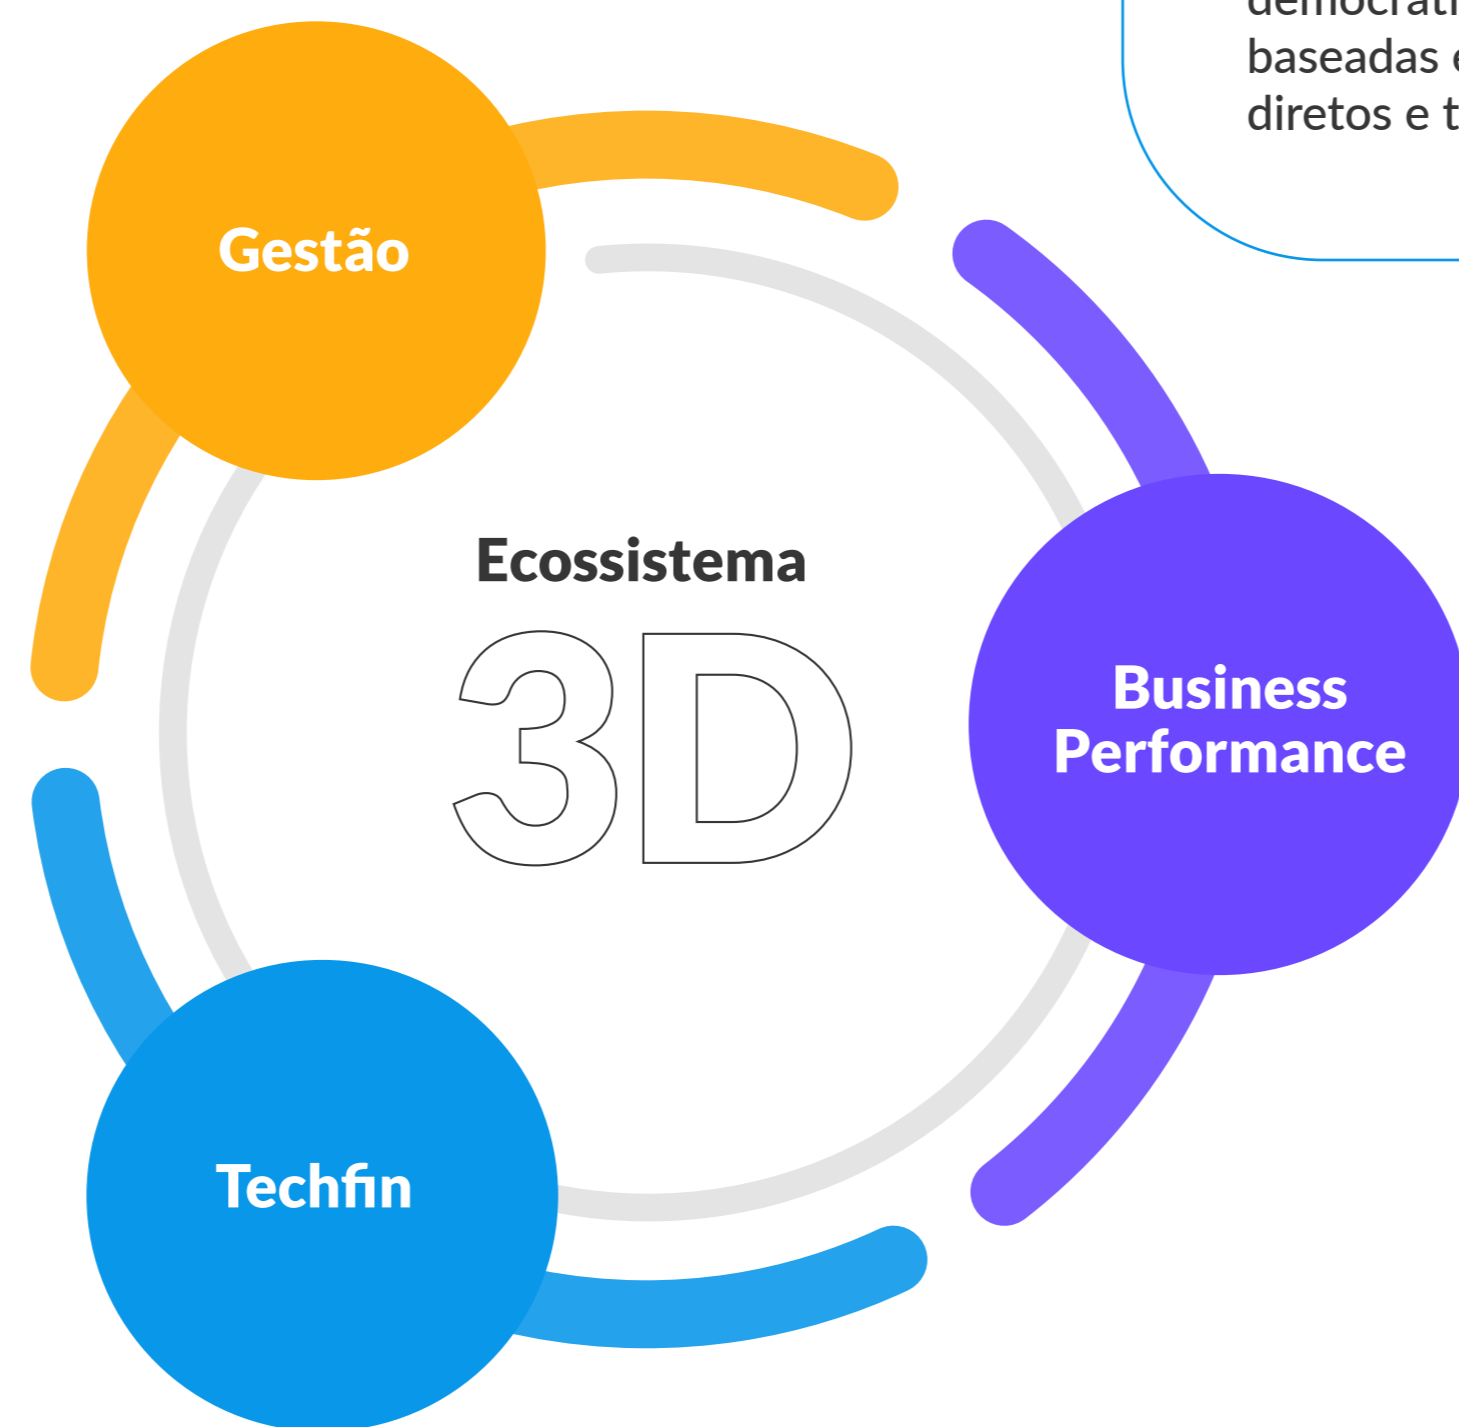 baseadas
diretos e
Gestão
Ecossistema
3D
Business
Performance
Techfin